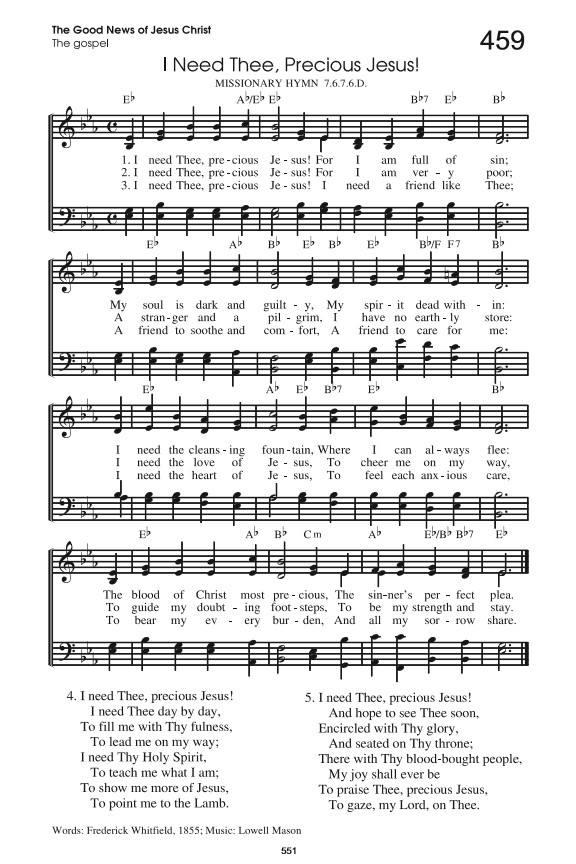 The Good News of Jesus Christ
The gospel
459
I Need Thee, Precious Jesus!
MISSIONARY HYMN 7.6.7.6.D.
E♭ A♭/E♭ E♭ B♭7 E♭ B♭
1. I need Thee, pre - cious Je - sus! For I am full of sin;
2. I need Thee, pre - cious Je - sus! For I am ver - y poor;
3. I need Thee, pre - cious Je - sus! I need a friend like Thee;
E♭ A♭ B♭ E♭ B♭ E♭ B♭/F F7 B♭
My soul is dark and guilt - y, My spir - it dead with - in:
A stran - ger and a pil - grim, I have no earth - ly store:
A friend to soothe and com - fort, A friend to care for me:
E♭ A♭ E♭ B♭7 E♭ B♭
I need the cleans - ing foun - tain, Where I can al - ways flee:
I need the love of Je - sus, To cheer me on my way,
I need the heart of Je - sus, To feel each anx - ious care,
E♭ A♭ B♭ Cm A♭ E♭/B♭ B♭7 E♭
The blood of Christ most pre - cious, The sin - ner's per - fect plea.
To guide my doubt - ing foot - steps, To be my strength and stay.
To bear my ev - ery bur - den, And all my sor - row share.
4. I need Thee, precious Jesus!
I need Thee day by day,
To fill me with Thy fulness,
To lead me on my way;
I need Thy Holy Spirit,
To teach me what I am;
To show me more of Jesus,
To point me to the Lamb.
5. I need Thee, precious Jesus!
And hope to see Thee soon,
Encircled with Thy glory,
And seated on Thy throne;
There with Thy blood-bought people,
My joy shall ever be
To praise Thee, precious Jesus,
To gaze, my Lord, on Thee.
Words: Frederick Whitfield, 1855; Music: Lowell Mason
551